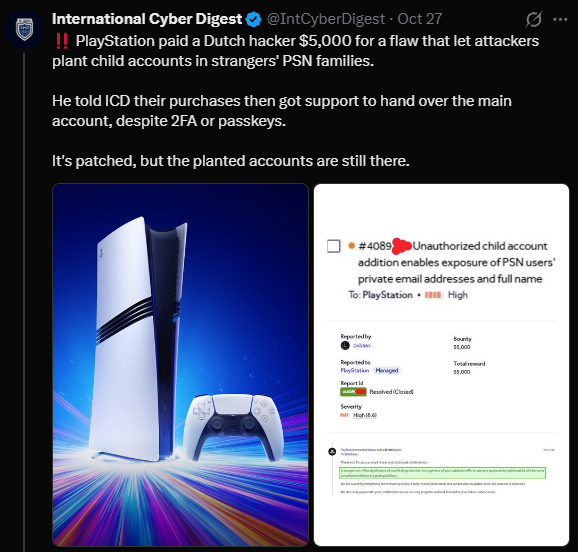 International Cyber Digest @IntCyberDigest · Oct 27
‼️ PlayStation paid a Dutch hacker $5,000 for a flaw that let attackers
plant child accounts in strangers' PSN families.
He told ICD their purchases then got support to hand over the main
account, despite 2FA or passkeys.
It's patched, but the planted accounts are still there.
#4089 Unauthorized child account
addition enables exposure of PSN users'
private email addresses and full name
To: PlayStation • High
Reported by
Bounty
$5,000
Reported to
PlayStation Managed
Total reward
$5,000
Report Id
Resolved (Closed)
Severity
High (8.6)